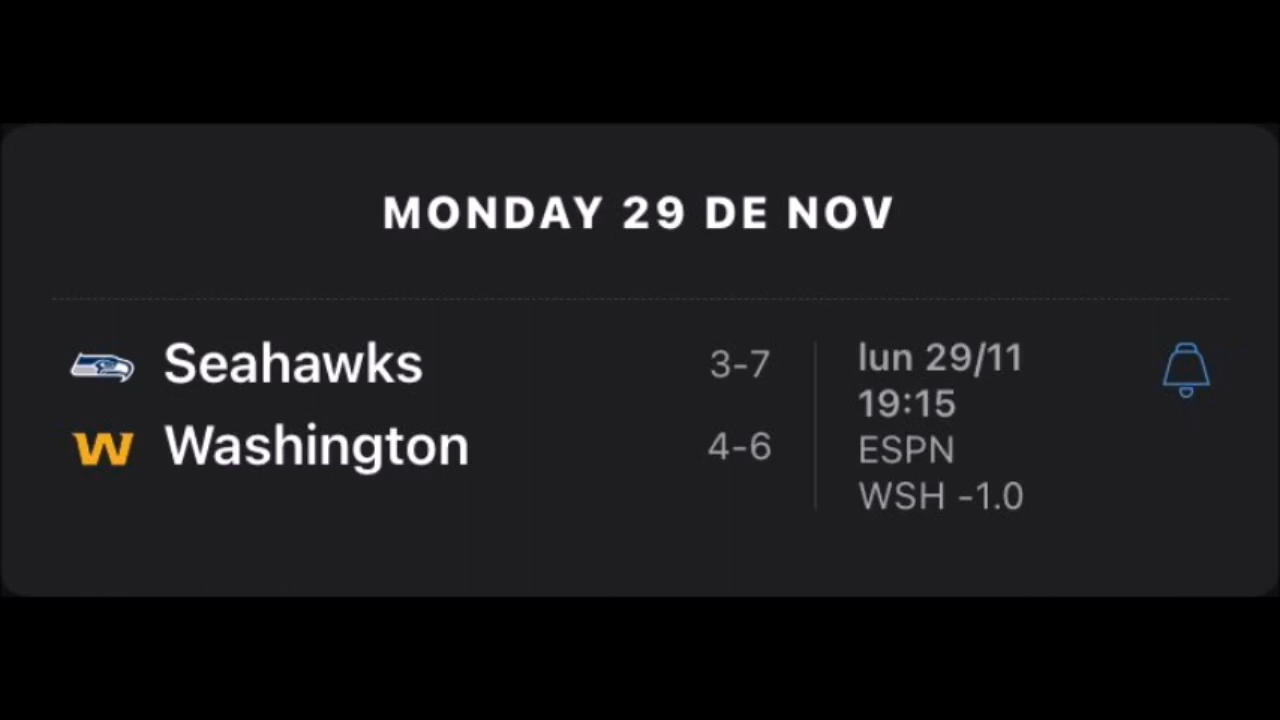 MONDAY 29 DE NOV
Seahawks 3-7
W Washington 4-6
lun 29/11
19:15
ESPN
WSH -1.0